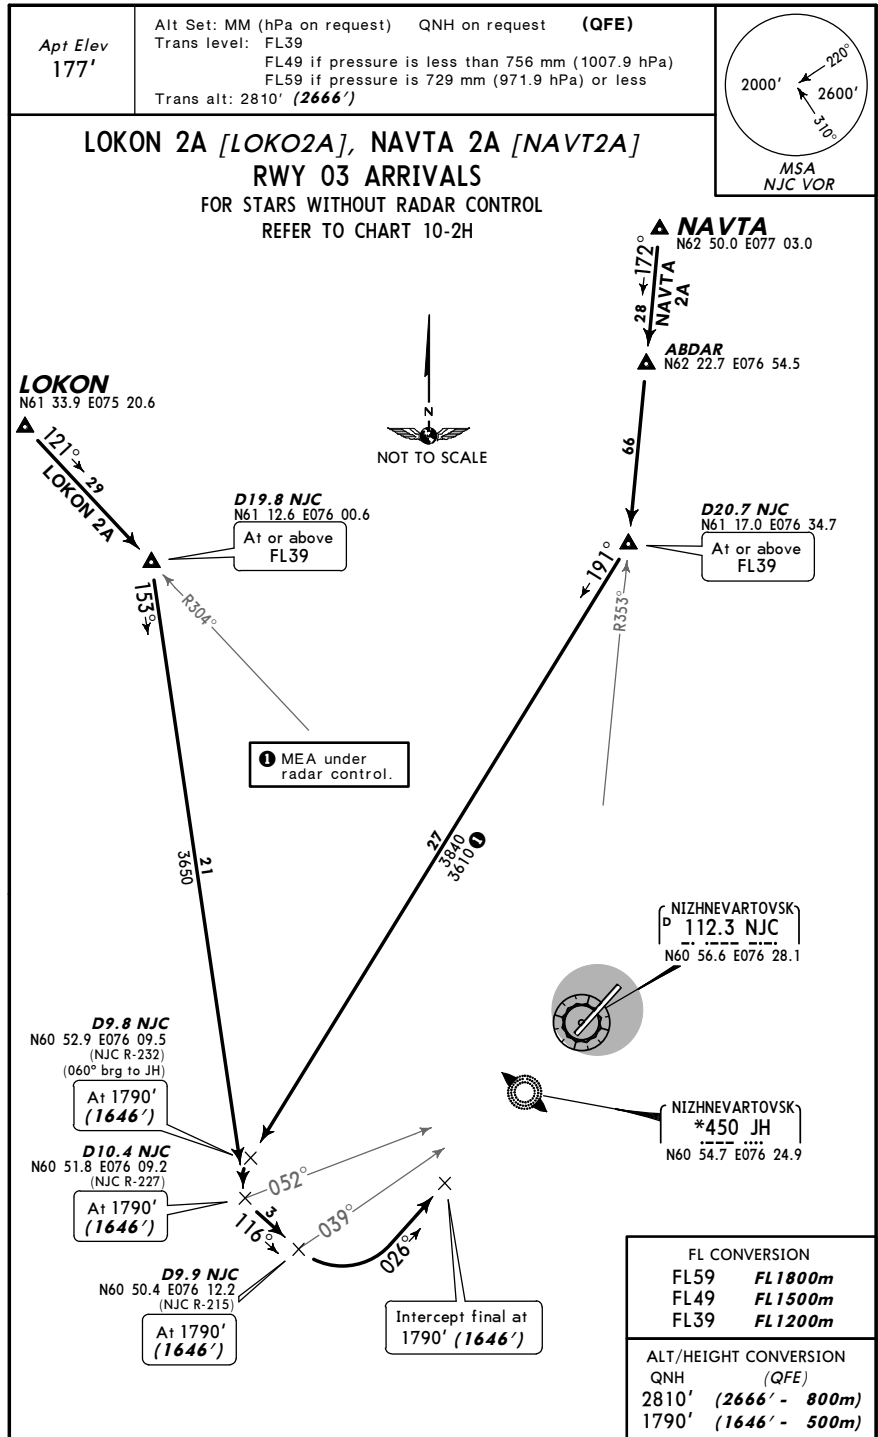 Apt Elev
177'
Alt Set: MM (hPa on request) QNH on request (QFE)
Trans level: FL39
FL49 if pressure is less than 756 mm (1007.9 hPa)
FL59 if pressure is 729 mm (971.9 hPa) or less
Trans alt: 2810' (2666')
220°
2000'
2600'
310°
MSA
NJC VOR
LOKON 2A [LOKO2A], NAVTA 2A [NAVT2A]
RWY 03 ARRIVALS
FOR STARS WITHOUT RADAR CONTROL
REFER TO CHART 10-2H
NAVTA
N62 50.0 E077 03.0
172°
28
NAVTA
2A
ABDAR
N62 22.7 E076 54.5
LOKON
N61 33.9 E075 20.6
121°
29
LOKON 2A
N
NOT TO SCALE
66
D19.8 NJC
N61 12.6 E076 00.6
At or above
FL39
D20.7 NJC
N61 17.0 E076 34.7
At or above
FL39
153°
R304°
191°
R353°
1 MEA under
radar control.
21
3650
27
3840
3610 1
NIZHNEVARTOVSK
D 112.3 NJC
N60 56.6 E076 28.1
D9.8 NJC
N60 52.9 E076 09.5
(NJC R-232)
(060° brg to JH)
At 1790'
(1646')
NIZHNEVARTOVSK
*450 JH
N60 54.7 E076 24.9
D10.4 NJC
N60 51.8 E076 09.2
(NJC R-227)
At 1790'
(1646')
052°
3
116°
039°
026°
D9.9 NJC
N60 50.4 E076 12.2
(NJC R-215)
At 1790'
(1646')
Intercept final at
1790' (1646')
FL CONVERSION
FL59 FL1800m
FL49 FL1500m
FL39 FL1200m
ALT/HEIGHT CONVERSION
QNH (QFE)
2810' (2666' - 800m)
1790' (1646' - 500m)